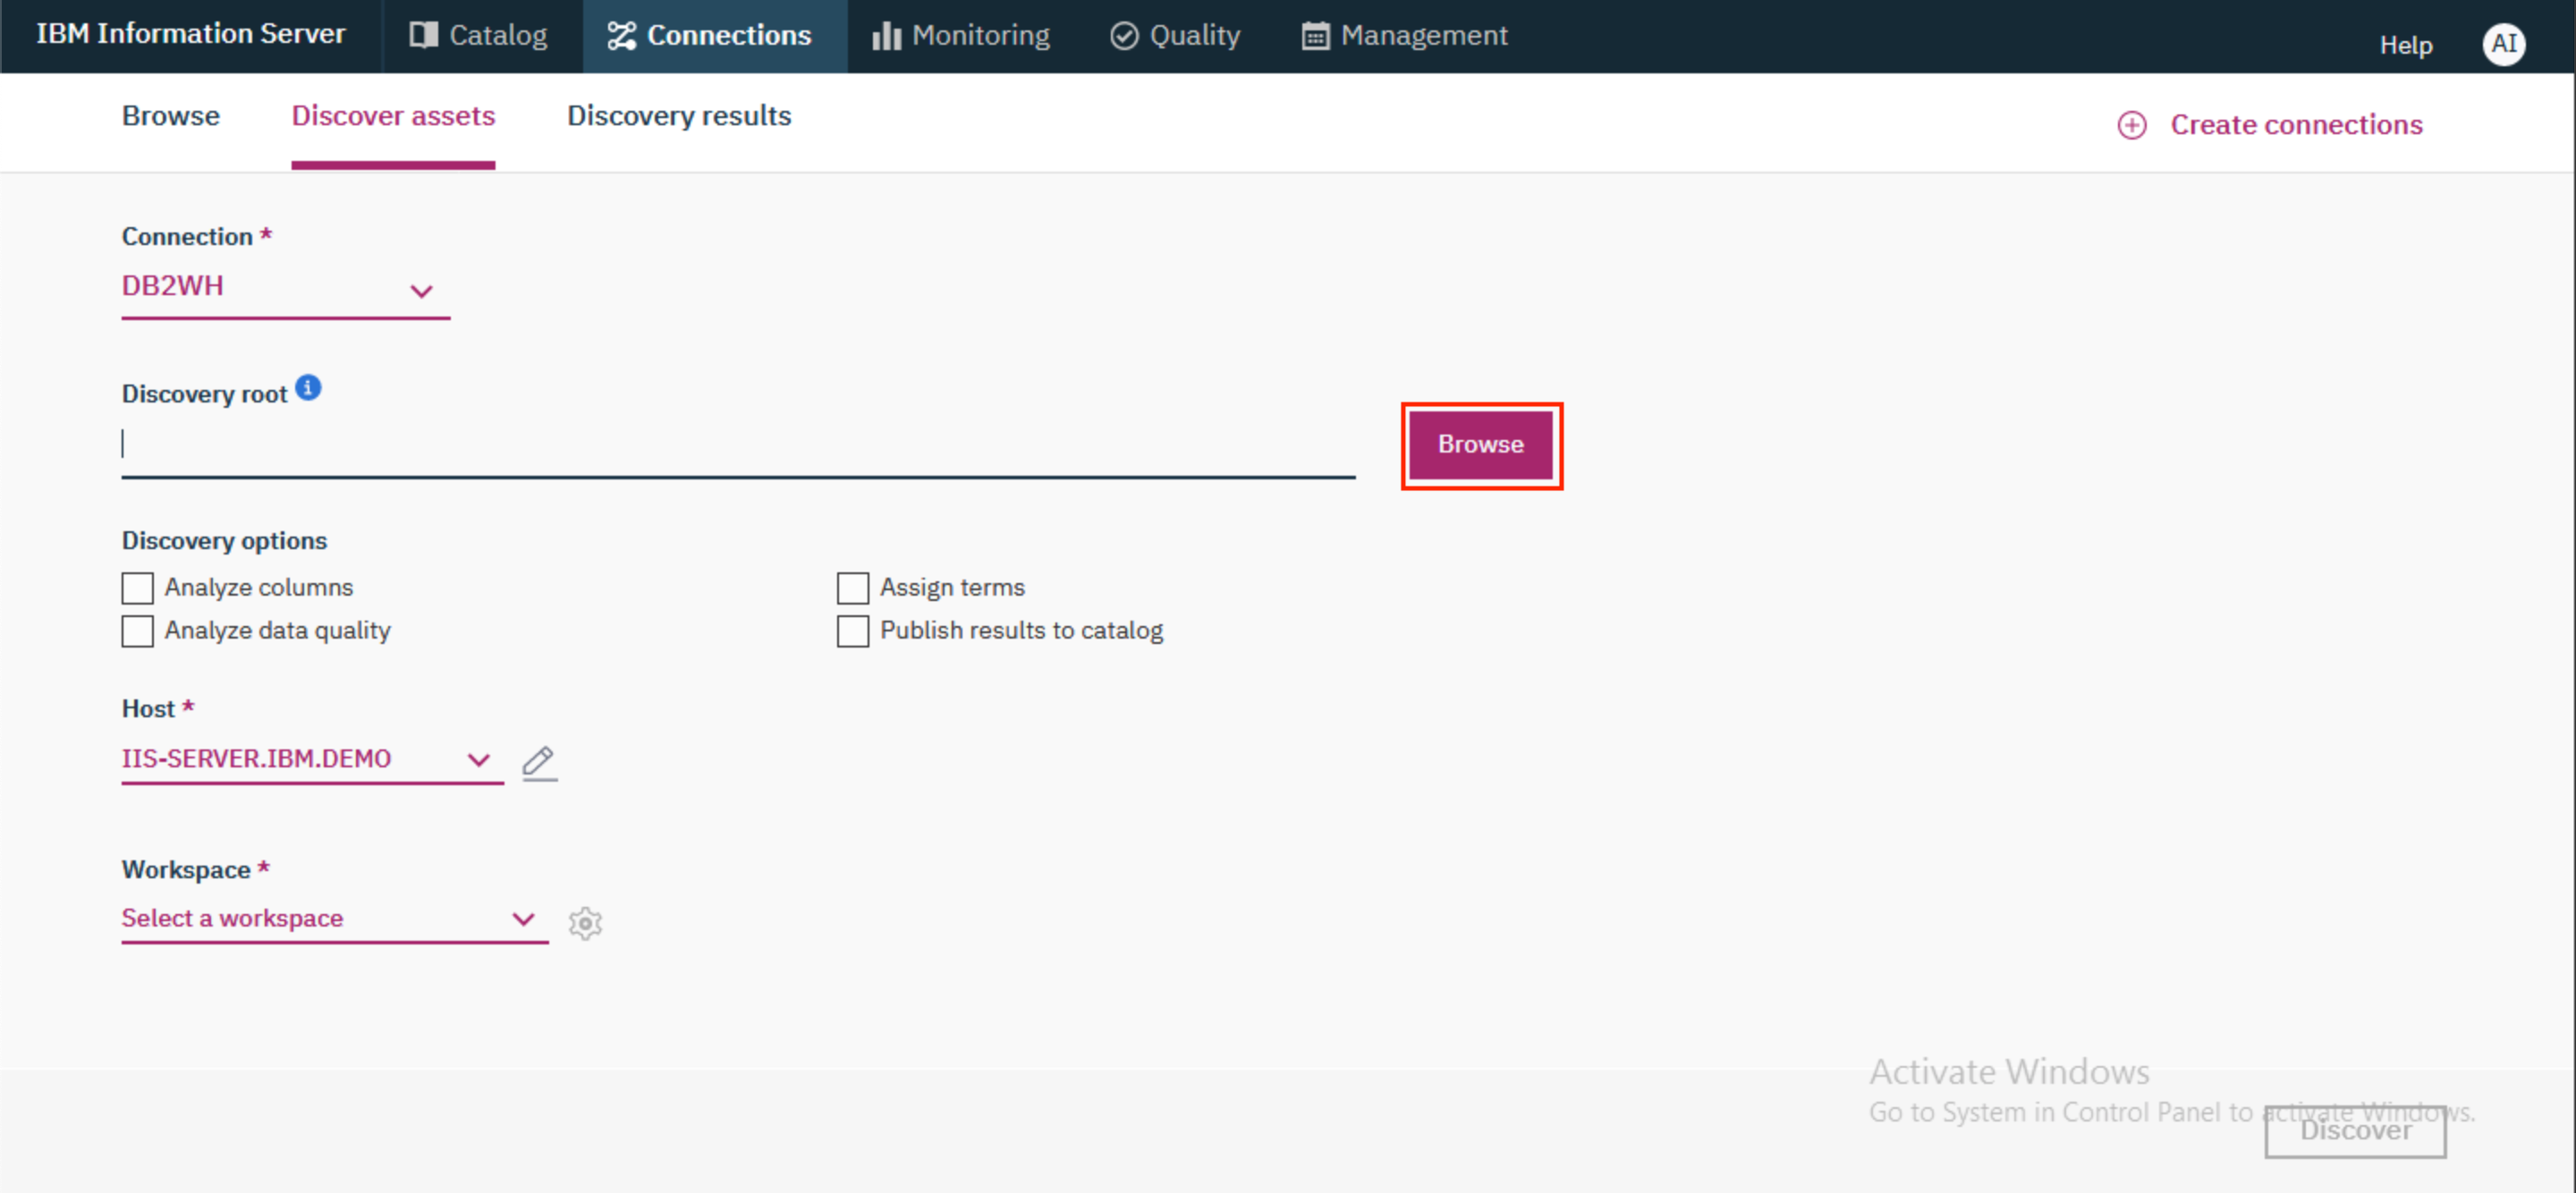 IBM Information Server Catalog Connections Monitoring Quality Management Help AI
Browse Discover assets Discovery results Create connections
Connection *
DB2WH
Discovery root i
Browse
Discovery options
Analyze columns Assign terms
Analyze data quality Publish results to catalog
Host *
IIS-SERVER.IBM.DEMO
Workspace *
Select a workspace
Activate Windows
Go to System in Control Panel to activate Windows.
Discover